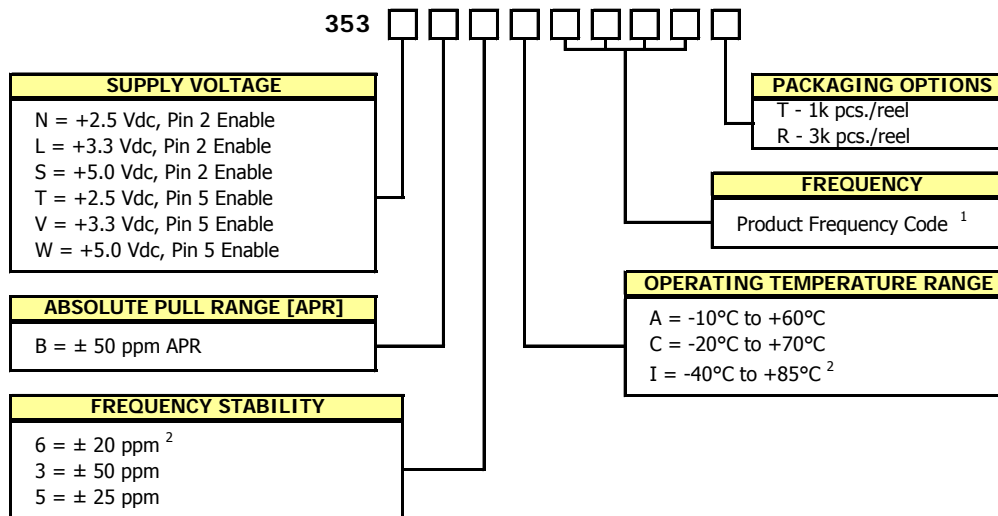 353
SUPPLY VOLTAGE
N = +2.5 Vdc, Pin 2 Enable
L = +3.3 Vdc, Pin 2 Enable
S = +5.0 Vdc, Pin 2 Enable
T = +2.5 Vdc, Pin 5 Enable
V = +3.3 Vdc, Pin 5 Enable
W = +5.0 Vdc, Pin 5 Enable
ABSOLUTE PULL RANGE [APR]
B = ± 50 ppm APR
FREQUENCY STABILITY
6 = ± 20 ppm 2
3 = ± 50 ppm
5 = ± 25 ppm
PACKAGING OPTIONS
T - 1k pcs./reel
R - 3k pcs./reel
FREQUENCY
Product Frequency Code 1
OPERATING TEMPERATURE RANGE
A = -10°C to +60°C
C = -20°C to +70°C
I = -40°C to +85°C 2